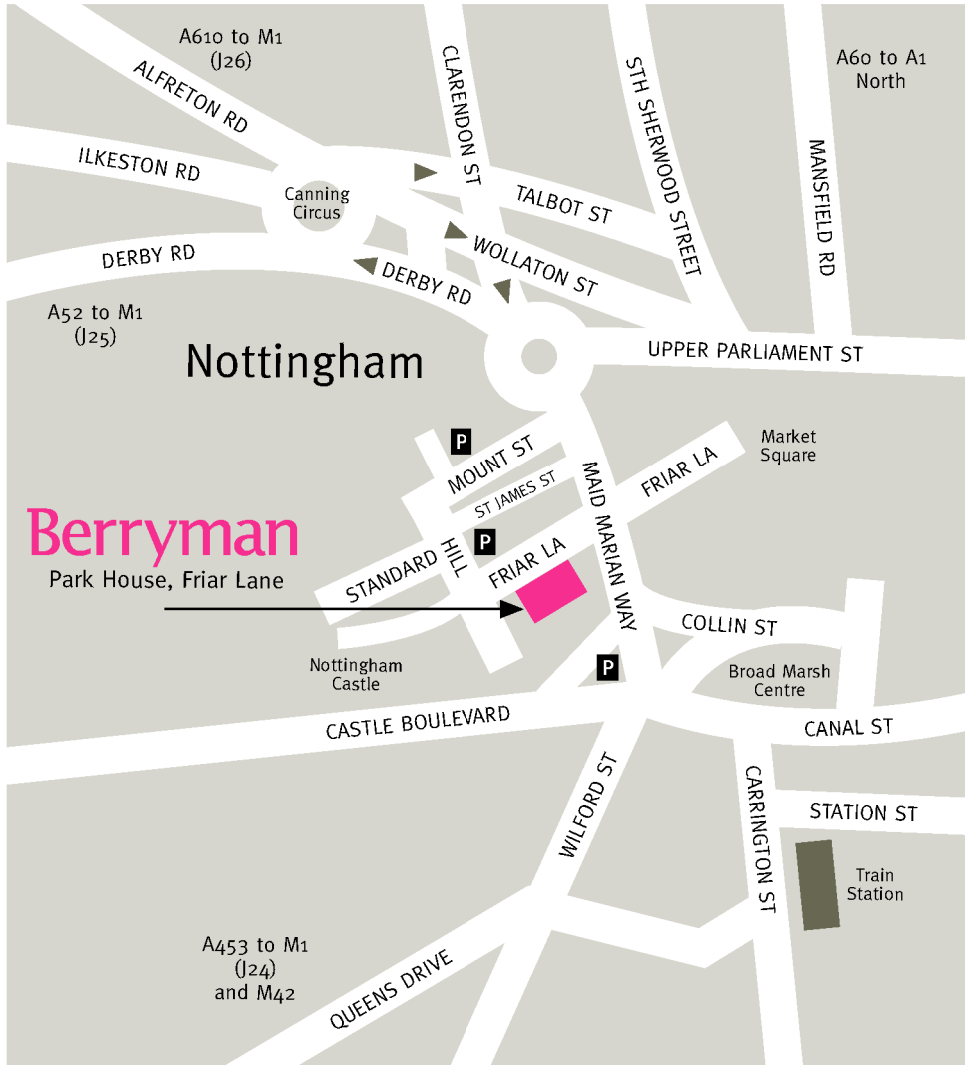 A610 to M1
(J26)
ALFRETON RD
CLARENDON ST
STH SHERWOOD STREET
A60 to A1
North
MANSFIELD RD
ILKESTON RD
Canning
Circus
TALBOT ST
DERBY RD
WOLLATON ST
DERBY RD
A52 to M1
(J25)
Nottingham
UPPER PARLIAMENT ST
P
MOUNT ST
Market
Square
FRIAR LA
ST JAMES ST
MAID MARIAN WAY
Berryman
Park House, Friar Lane
P
STANDARD
HILL
FRIAR LA
COLLIN ST
Nottingham
Castle
P
Broad Marsh
Centre
CASTLE BOULEVARD
CANAL ST
WILFORD ST
CARRINGTON ST
STATION ST
Train
Station
A453 to M1
(J24)
and M42
QUEENS DRIVE